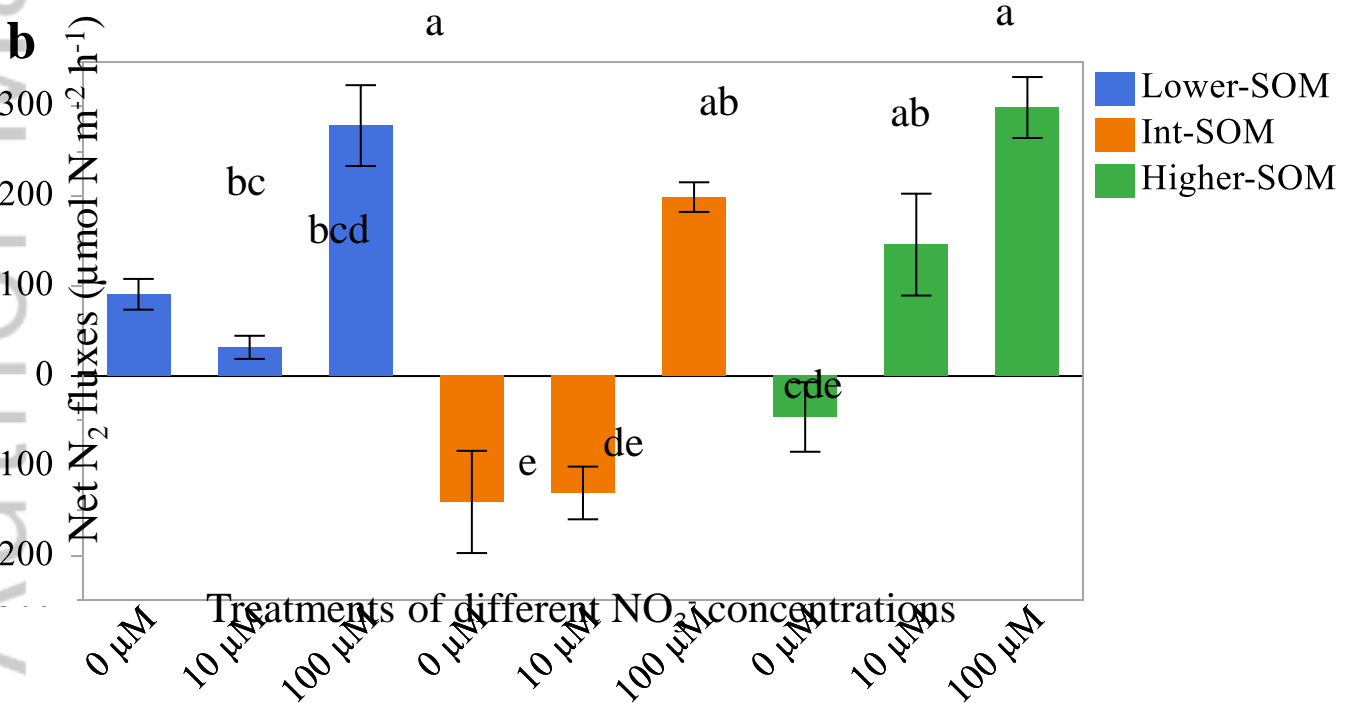 b
a
a
Net N₂ fluxes (µmol N m⁻² h⁻¹)
300
200
100
0
100
200
Lower-SOM
Int-SOM
Higher-SOM
ab
ab
bc
bcd
cde
de
e
Treatments of different NO₃⁻ concentrations
0 µM
10 µM
100 µM
0 µM
10 µM
100 µM
0 µM
10 µM
100 µM